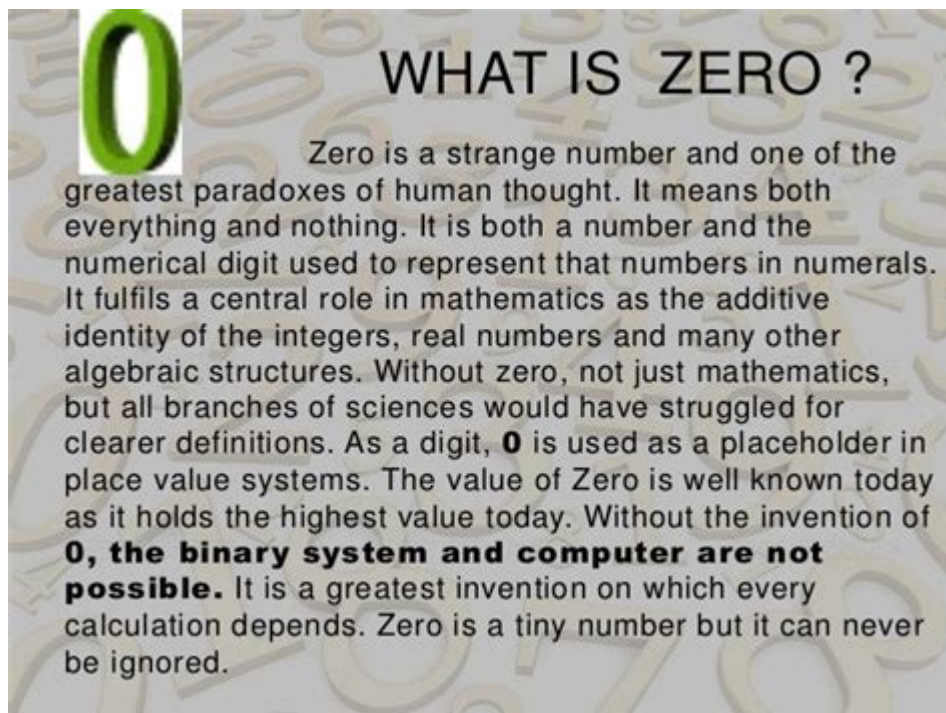 0
WHAT IS ZERO ?
Zero is a strange number and one of the
greatest paradoxes of human thought. It means both
everything and nothing. It is both a number and the
numerical digit used to represent that numbers in numerals.
It fulfils a central role in mathematics as the additive
identity of the integers, real numbers and many other
algebraic structures. Without zero, not just mathematics,
but all branches of sciences would have struggled for
clearer definitions. As a digit, 0 is used as a placeholder in
place value systems. The value of Zero is well known today
as it holds the highest value today. Without the invention of
0, the binary system and computer are not
possible. It is a greatest invention on which every
calculation depends. Zero is a tiny number but it can never
be ignored.